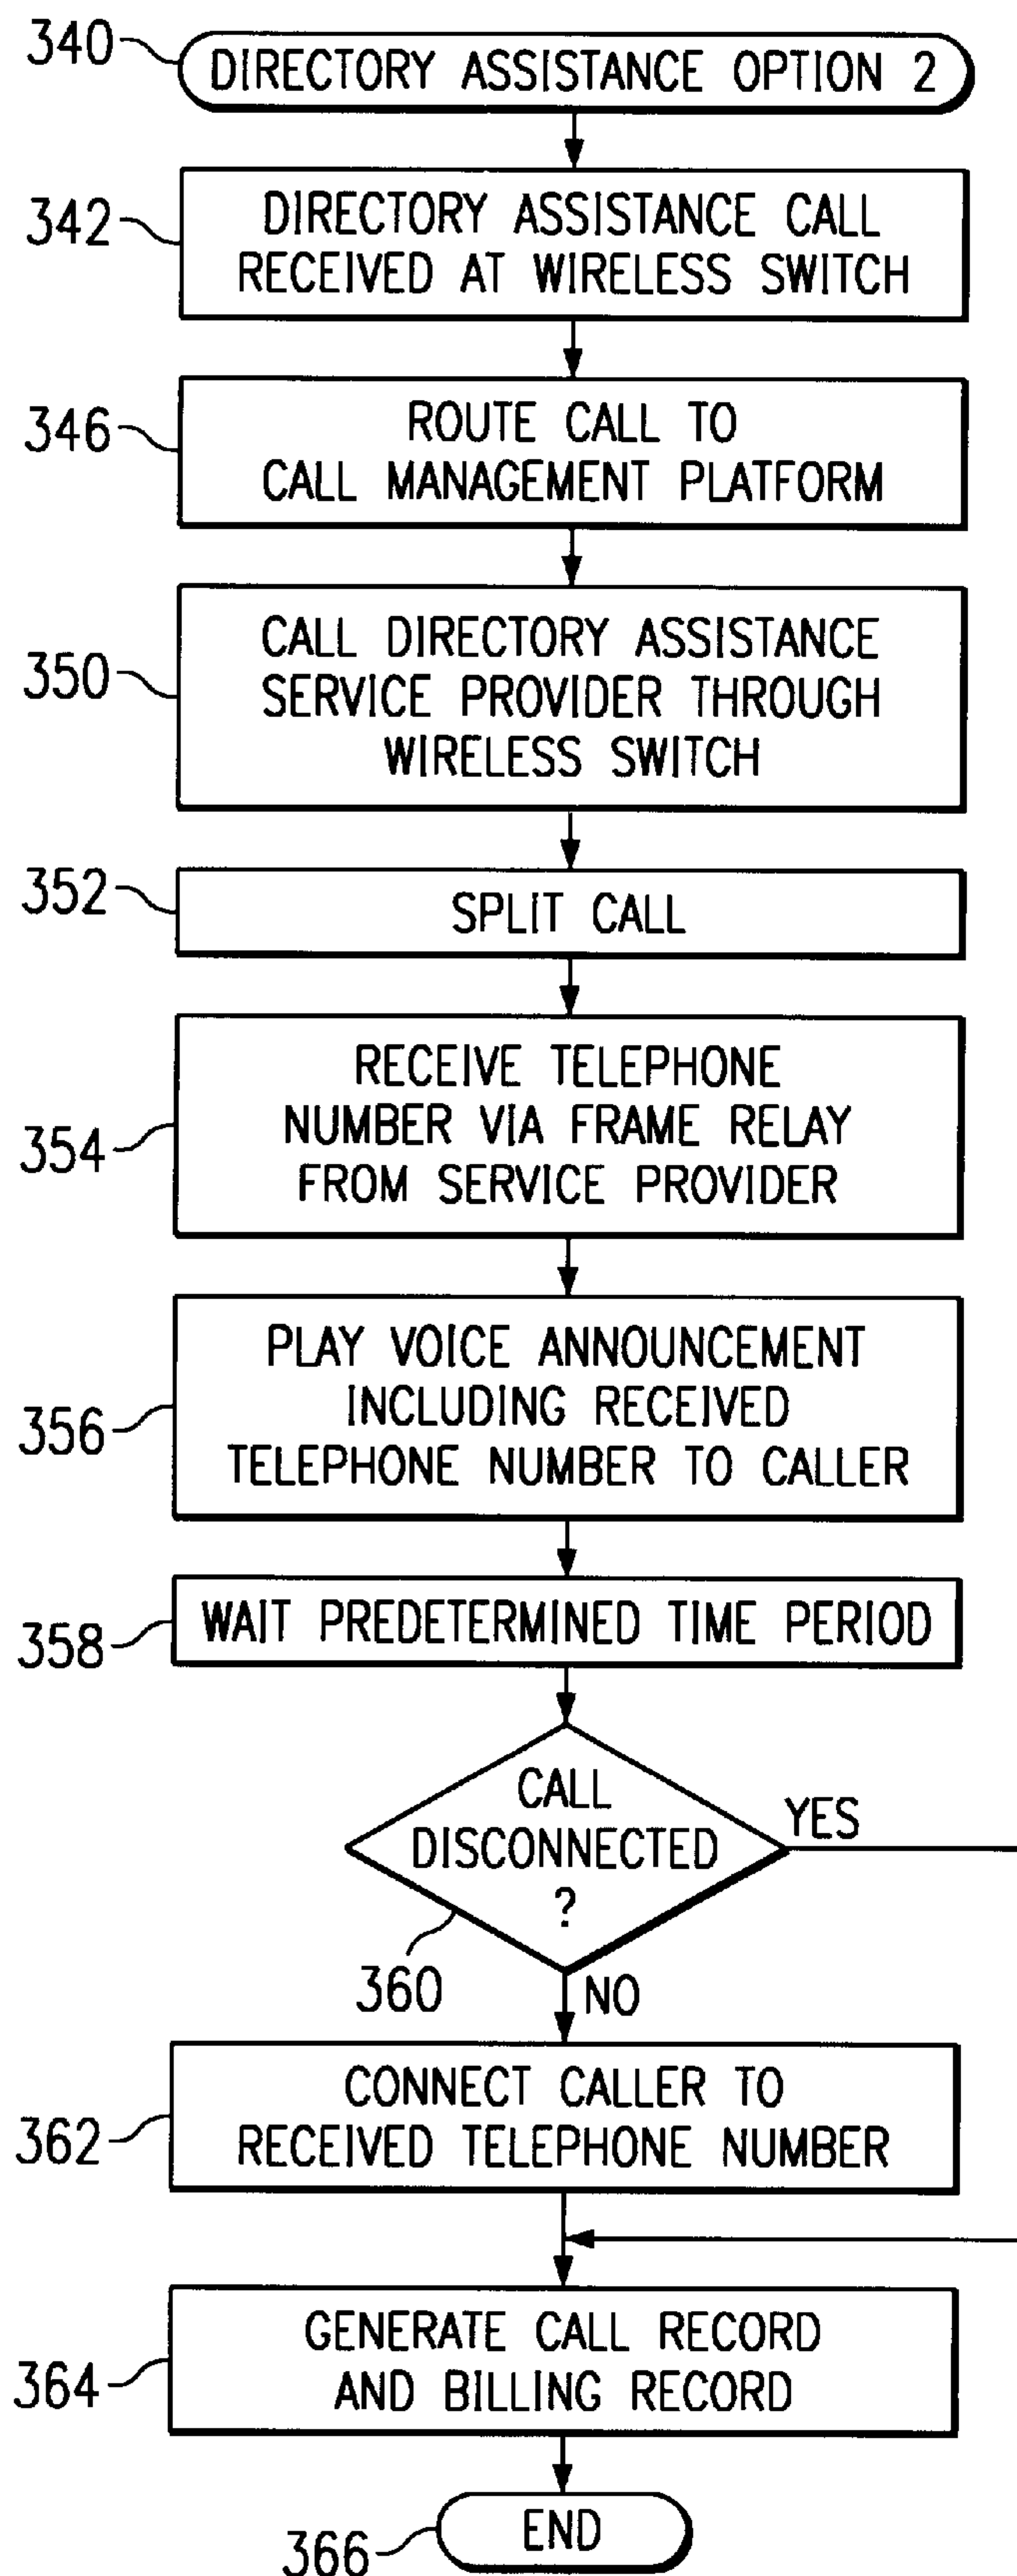 340
DIRECTORY ASSISTANCE OPTION 2
342
DIRECTORY ASSISTANCE CALL
RECEIVED AT WIRELESS SWITCH
346
ROUTE CALL TO
CALL MANAGEMENT PLATFORM
350
CALL DIRECTORY ASSISTANCE
SERVICE PROVIDER THROUGH
WIRELESS SWITCH
352
SPLIT CALL
354
RECEIVE TELEPHONE
NUMBER VIA FRAME RELAY
FROM SERVICE PROVIDER
356
PLAY VOICE ANNOUNCEMENT
INCLUDING RECEIVED
TELEPHONE NUMBER TO CALLER
358
WAIT PREDETERMINED TIME PERIOD
CALL
DISCONNECTED
?
YES
360
NO
362
CONNECT CALLER TO
RECEIVED TELEPHONE NUMBER
364
GENERATE CALL RECORD
AND BILLING RECORD
366
END